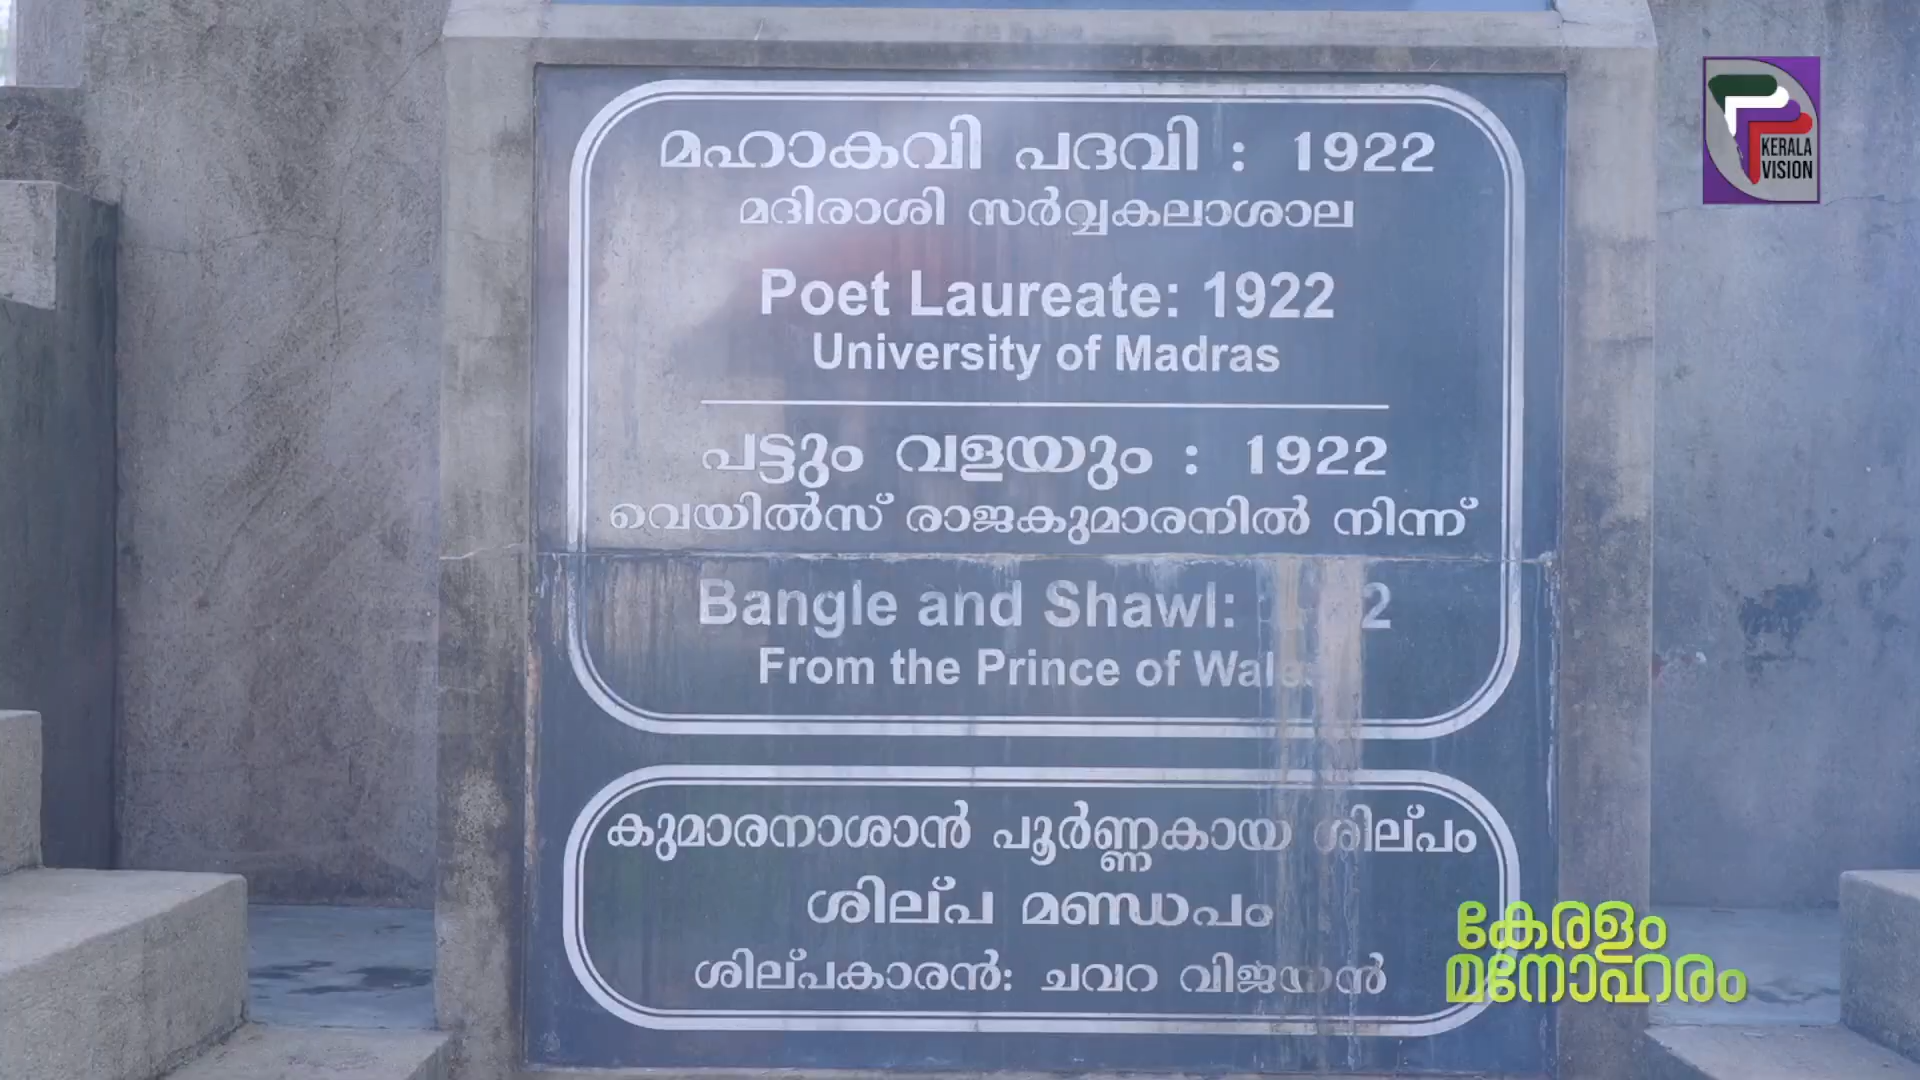 മഹാകവി പദവി : 1922
മദിരാശി സർവ്വകലാശാല
Poet Laureate: 1922
University of Madras
പട്ടും വളയും : 1922
വെയിൽസ് രാജകുമാരനിൽ നിന്ന്
Bangle and Shawl:
From the Prince of Wales
കുമാരനാശാൻ പൂർണ്ണകായ ശില്പം
ശില്പ മണ്ഡപം
ശില്പകാരൻ: ചവറ വിജയൻ
KERALA
VISION
കേരളം
മനോഹരം